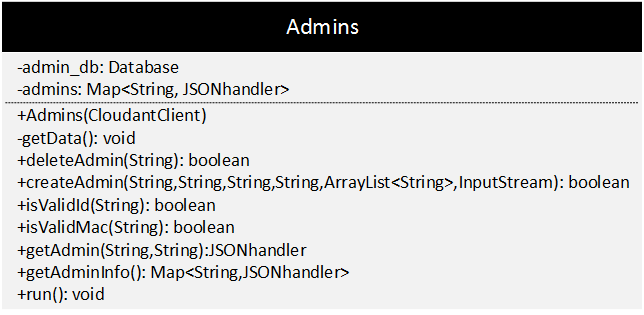 Admins
-admin_db: Database
-admins: Map<String, JSONhandler>
+Admins(CloudantClient)
-getData(): void
+deleteAdmin(String): boolean
+createAdmin(String,String,String,String,ArrayList<String>,InputStream): boolean
+isValidId(String): boolean
+isValidMac(String): boolean
+getAdmin(String,String):JSONhandler
+getAdminInfo(): Map<String,JSONhandler>
+run(): void